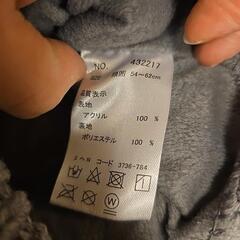 NO. 432217
SIZE 頭囲 54~62cm
品質表示
表地
アクリル 100 %
裏地
ポリエステル 100 %
コード 3736-784